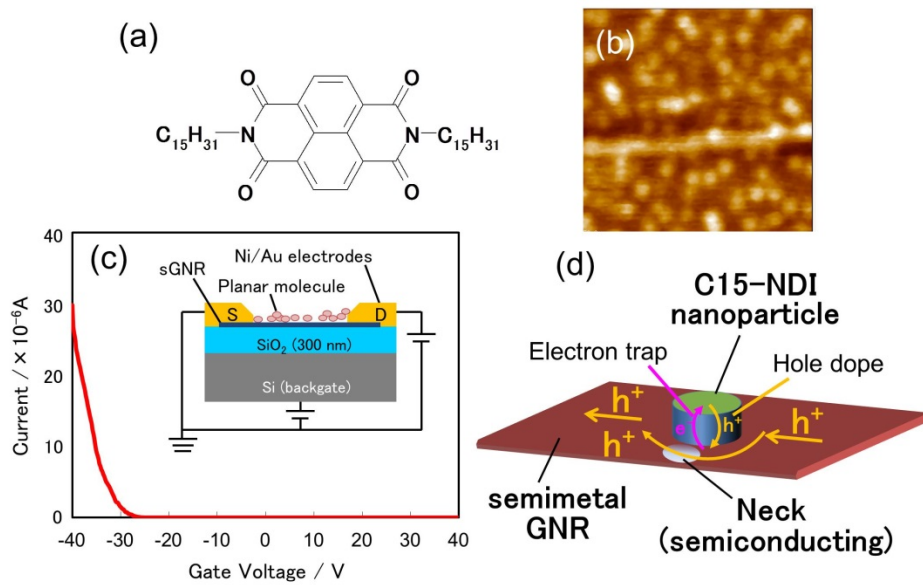 (a)
O O
C15H31 N N C15H31
O O
(b)
(c)
Current / × 10⁻⁶A
40
30
20
10
0
-40 -30 -20 -10 0 10 20 30 40
Gate Voltage / V
Ni/Au electrodes
sGNR
Planar molecule
S D
SiO₂ (300 nm)
Si (backgate)
(d)
C15-NDI
nanoparticle
Electron trap
Hole dope
h⁺ e⁻ h⁺ h⁺
h⁺
semimetal
GNR
Neck
(semiconducting)